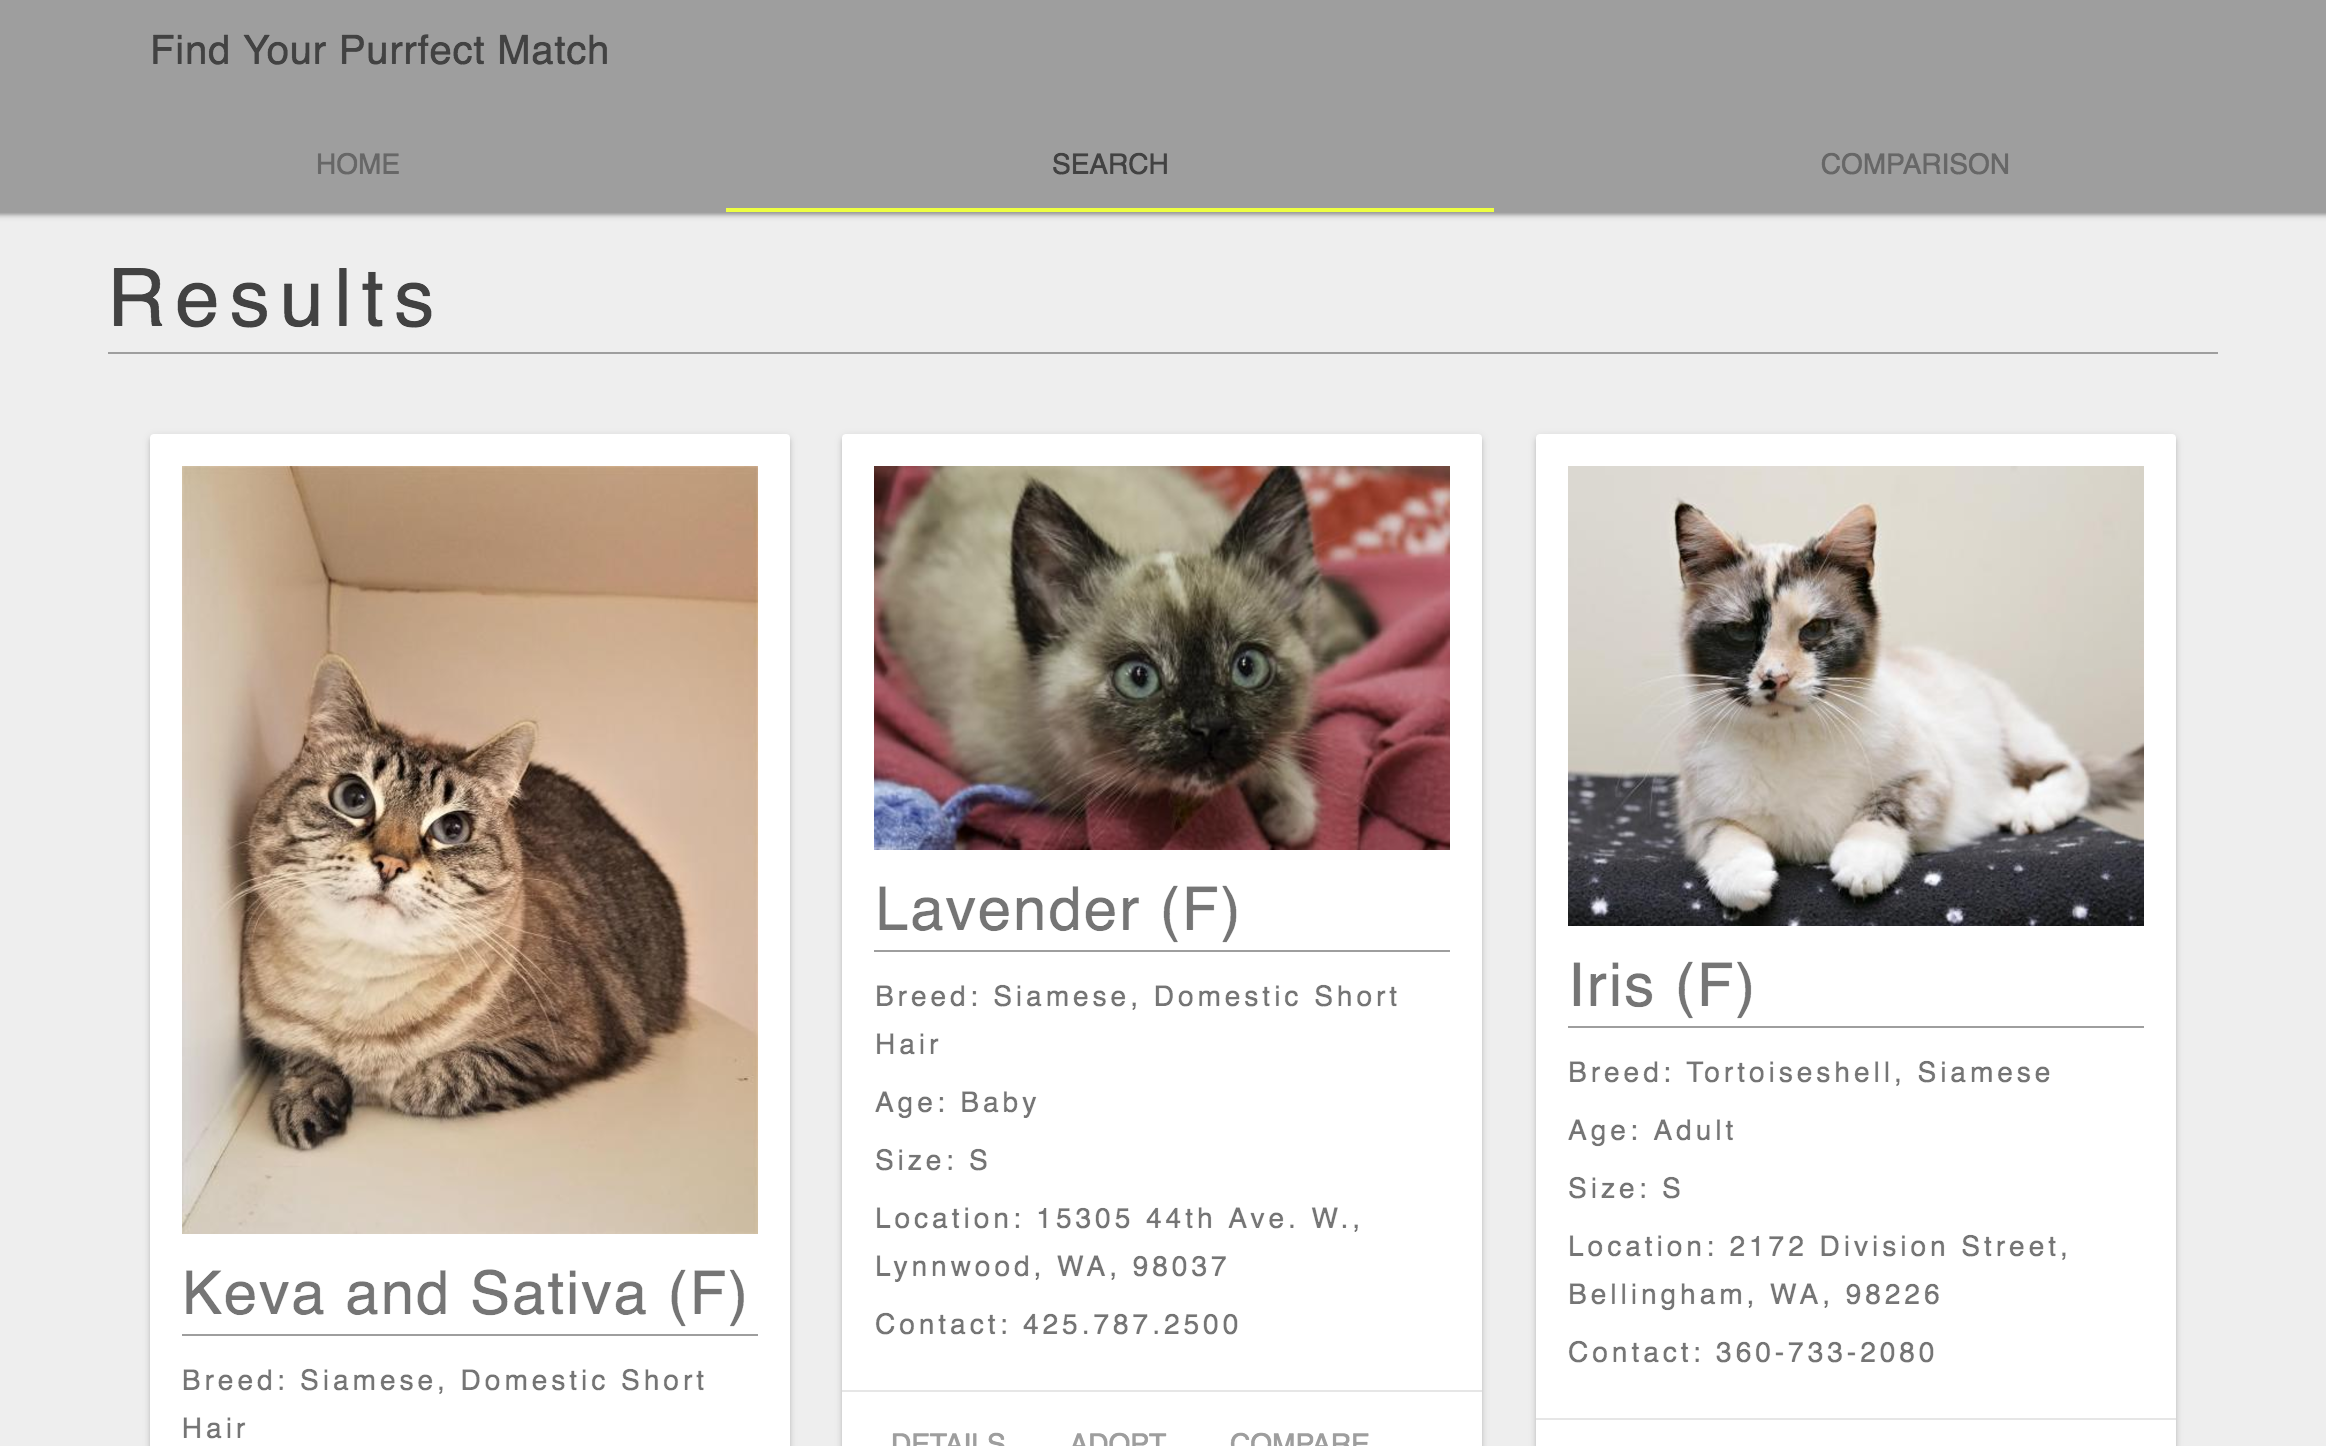 Find Your Purrfect Match
HOME
SEARCH
COMPARISON
Results
Keva and Sativa (F)
Breed: Siamese, Domestic Short
Hair
Lavender (F)
Breed: Siamese, Domestic Short
Hair
Age: Baby
Size: S
Location: 15305 44th Ave. W.,
Lynnwood, WA, 98037
Contact: 425.787.2500
DETAILS
ADOPT
COMPARE
Iris (F)
Breed: Tortoiseshell, Siamese
Age: Adult
Size: S
Location: 2172 Division Street,
Bellingham, WA, 98226
Contact: 360-733-2080